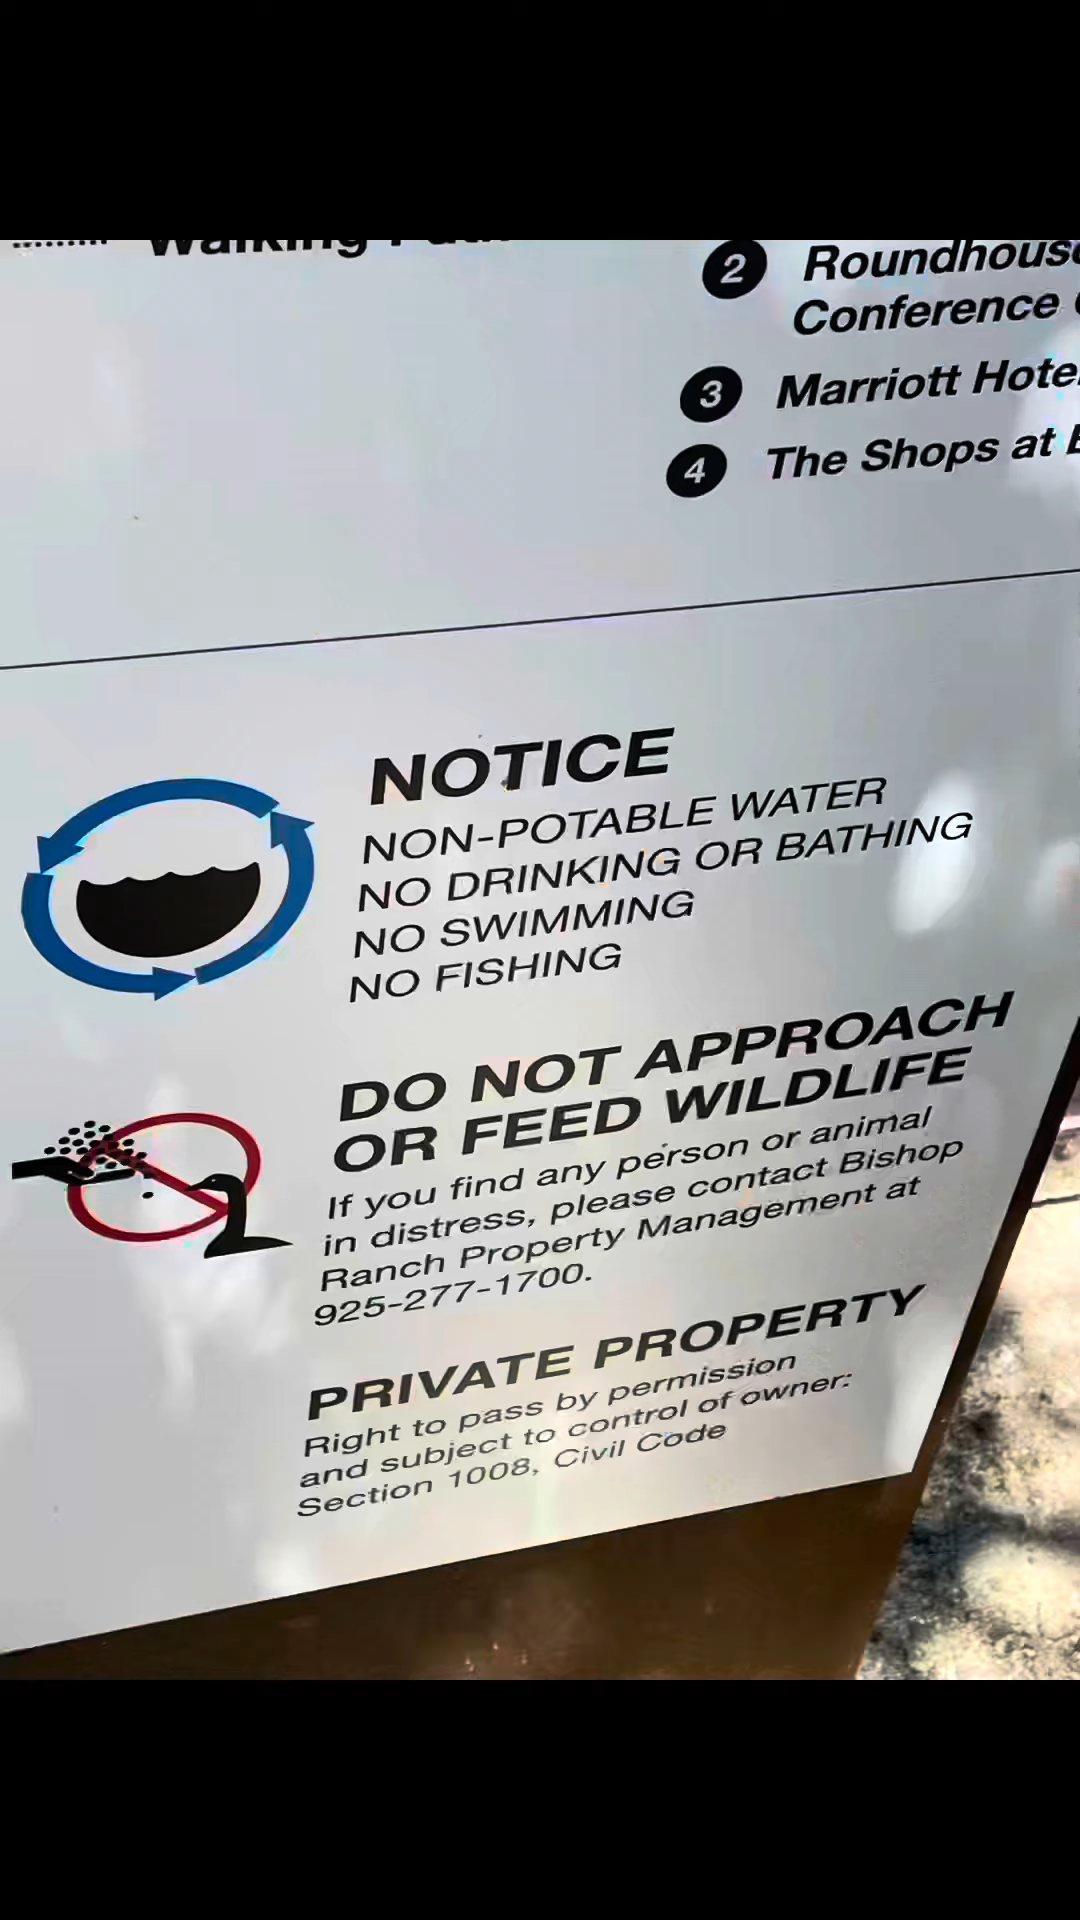 Walking Path
2 Roundhouse
Conference
3 Marriott Hotel
4 The Shops at
NOTICE
NON-POTABLE WATER
NO DRINKING OR BATHING
NO SWIMMING
NO FISHING
DO NOT APPROACH
OR FEED WILDLIFE
If you find any person or animal
in distress, please contact Bishop
Ranch Property Management at
925-277-1700.
PRIVATE PROPERTY
Right to pass by permission
and subject to control of owner:
Section 1008, Civil Code